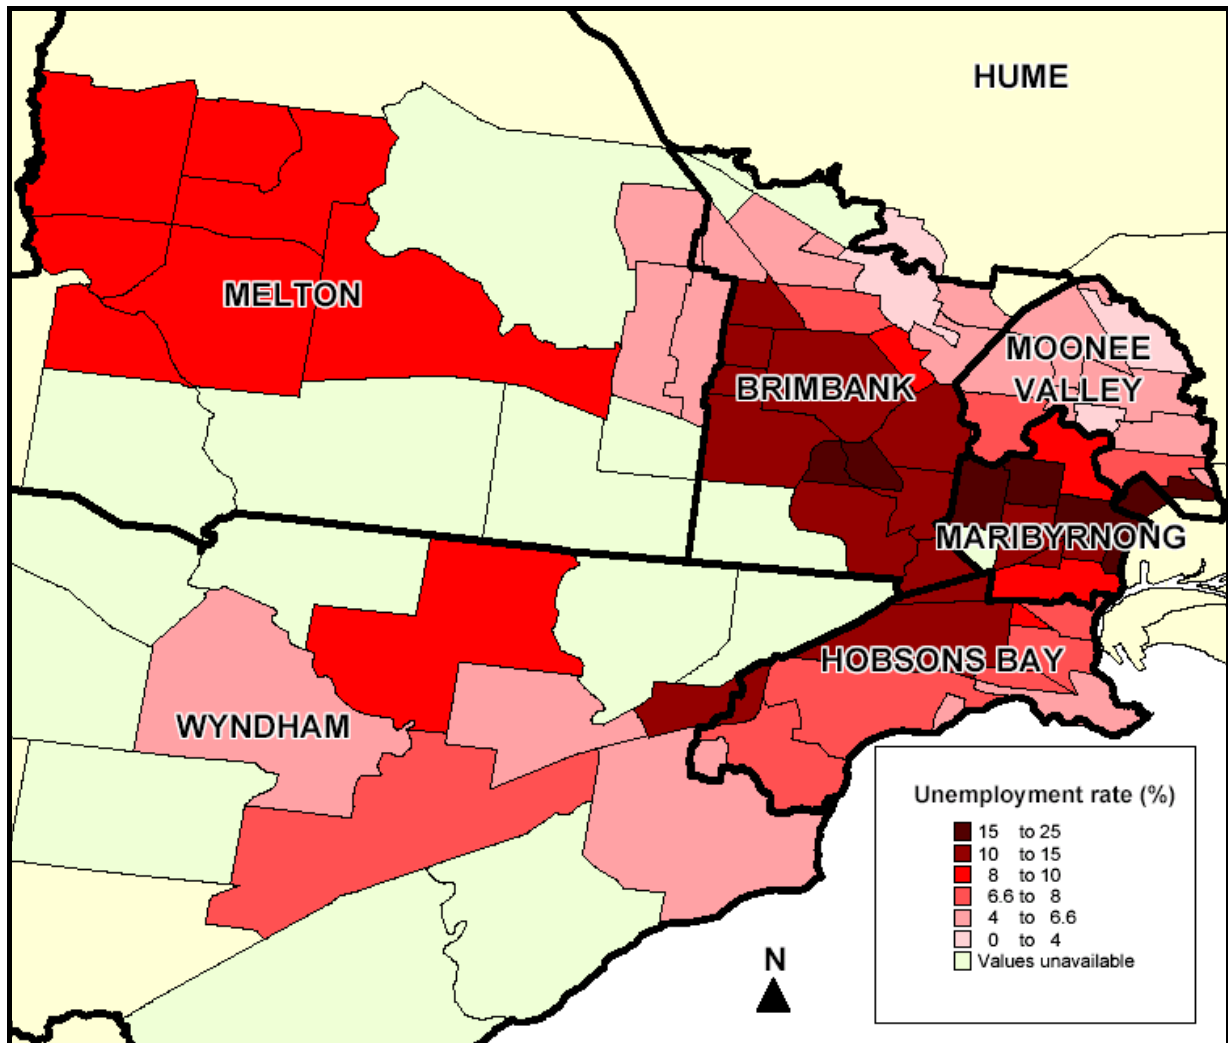 HUME
MELTON
MOONEE
VALLEY
BRIMBANK
MARIBYRNONG
HOBSONS BAY
WYNDHAM
Unemployment rate (%)
15 to 25
10 to 15
8 to 10
6.6 to 8
4 to 6.6
0 to 4
Values unavailable
N